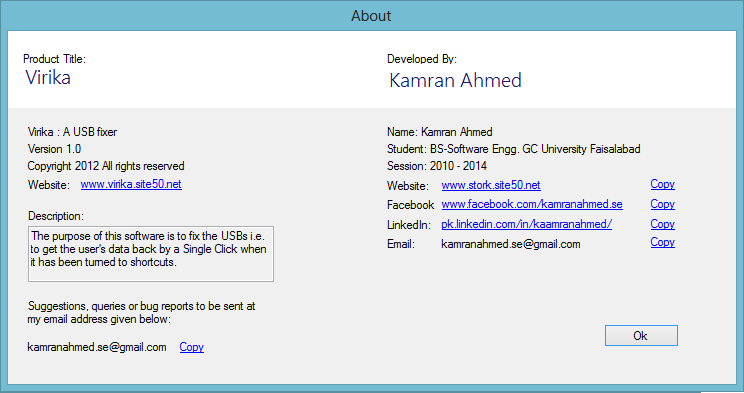 About
Product Title:
Virika
Developed By:
Kamran Ahmed
Virika : A USB fixer
Version 1.0
Copyright 2012 All rights reserved
Website: www.virika.site50.net
Description:
The purpose of this software is to fix the USBs i.e.
to get the user's data back by a Single Click when
it has been turned to shortcuts.
Suggestions, queries or bug reports to be sent at
my email address given below:
kamranahmed.se@gmail.com Copy
Name: Kamran Ahmed
Student: BS-Software Engg. GC University Faisalabad
Session: 2010 - 2014
Website: www.stork.site50.net Copy
Facebook www.facebook.com/kamranahmed.se Copy
LinkedIn: pk.linkedin.com/in/kaamranahmed/ Copy
Email: kamranahmed.se@gmail.com Copy
Ok